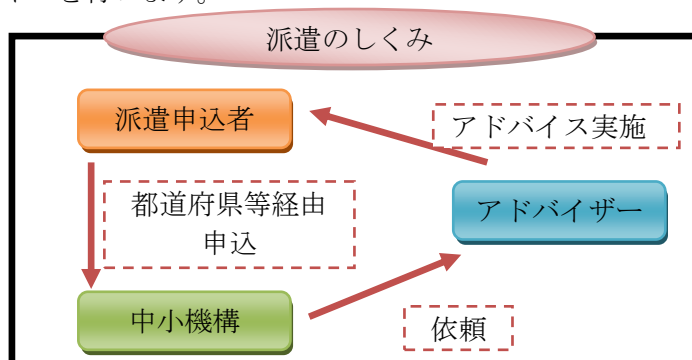 派遣のしくみ
派遣申込者
アドバイス実施
都道府県等経由
申込
アドバイザー
中小機構
依頼